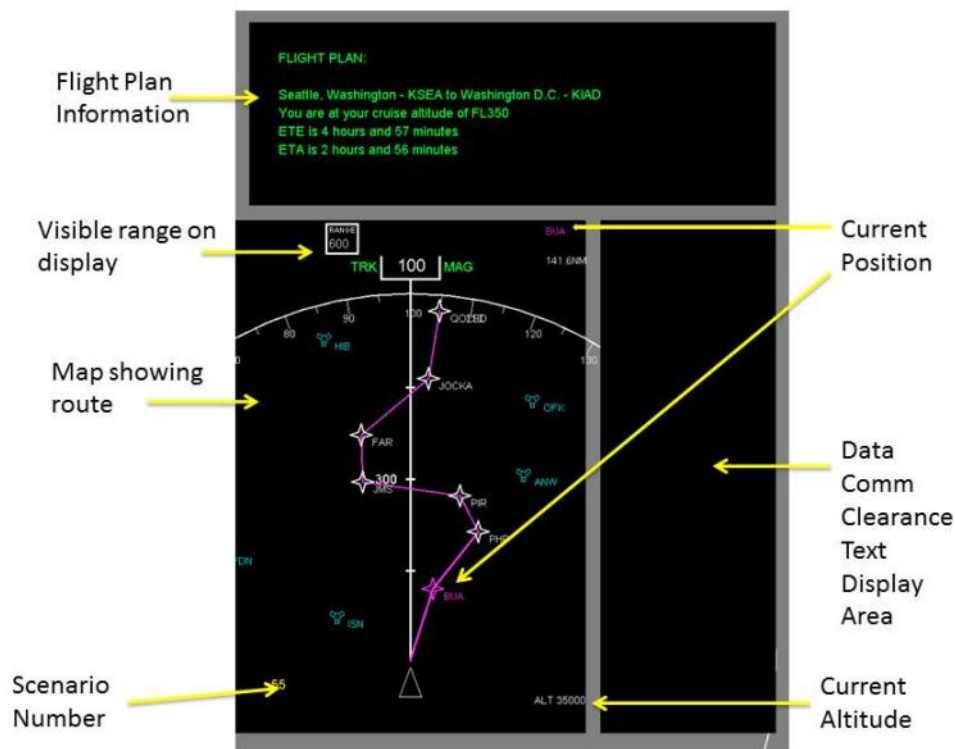 Flight Plan
Information
FLIGHT PLAN:
Seattle, Washington - KSEA to Washington D.C. - KIAD
You are at your cruise altitude of FL350
ETE is 4 hours and 57 minutes
ETA is 2 hours and 56 minutes
Visible range on
display
RANGE
600
TRK 100 MAG
BUA
141.6NM
Current
Position
80
90
100
120
130
HIB
JOCKA
OFK
Map showing
route
FAR
300
JMS
ANW
PIR
Data
Comm
Clearance
Text
Display
Area
BUA
ISN
Scenario
Number
55
ALT 35000
Current
Altitude